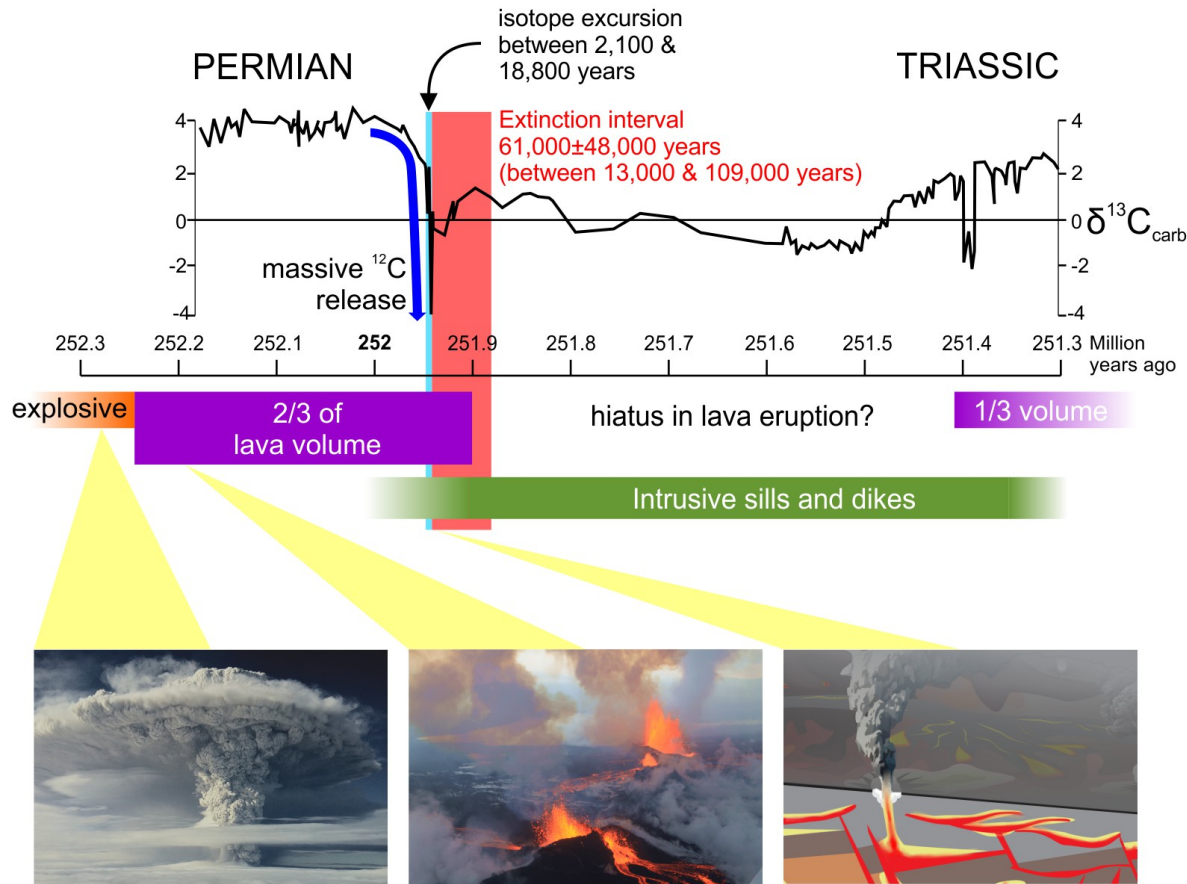 isotope excursion
between 2,100 &
18,800 years
PERMIAN
TRIASSIC
Extinction interval
61,000±48,000 years
(between 13,000 & 109,000 years)
4
2
0
-2
-4
4
2
0
-2
-4
δ¹³C carb
massive ¹²C
release
252.3 252.2 252.1 252 251.9 251.8 251.7 251.6 251.5 251.4 251.3 Million
years ago
explosive
2/3 of
lava volume
hiatus in lava eruption?
1/3 volume
Intrusive sills and dikes